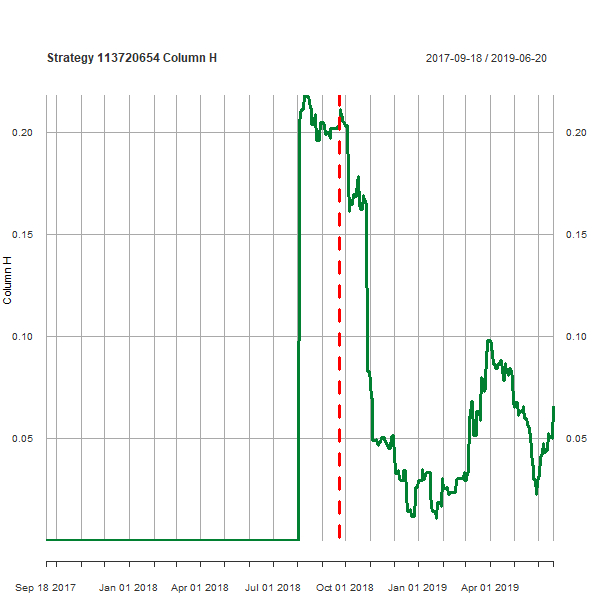 Strategy 113720654 Column H
2017-09-18 / 2019-06-20
0.20
0.15
0.10
0.05
Column H
0.20
0.15
0.10
0.05
Sep 18 2017
Jan 01 2018
Apr 01 2018
Jul 01 2018
Oct 01 2018
Jan 01 2019
Apr 01 2019